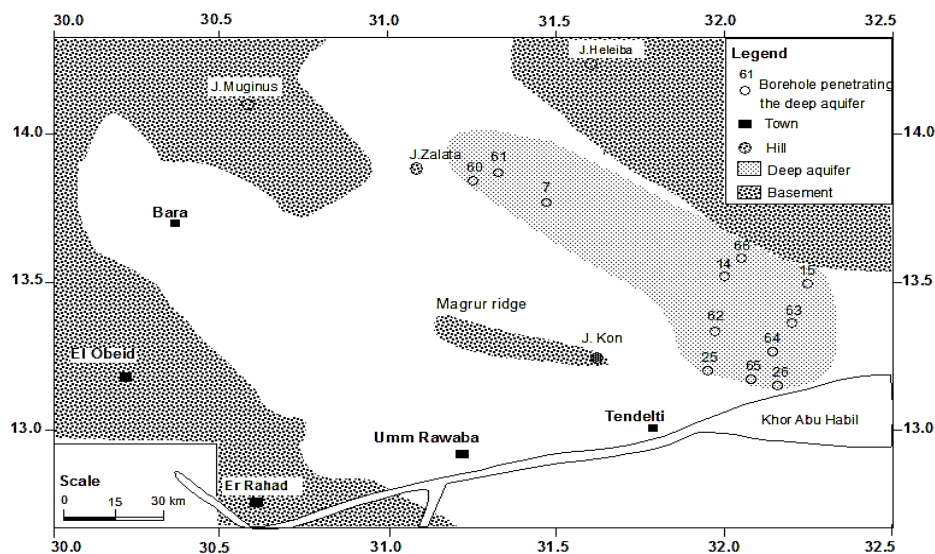 30.0 30.5 31.0 31.5 32.0 32.5
J.Heleiba
Legend
61
Borehole penetrating
the deep aquifer
Town
Hill
Deep aquifer
Basement
J.Muginus
14.0 14.0
J.Zalata
60 61
7
Bara
66
14 15
13.5 13.5
Magrur ridge
62 63
J. Kon
64
El Obeid
25 65 26
Tendelti
Khor Abu Habil
13.0 13.0
Umm Rawaba
Scale
Er Rahad
0 15 30 km
30.0 30.5 31.0 31.5 32.0 32.5